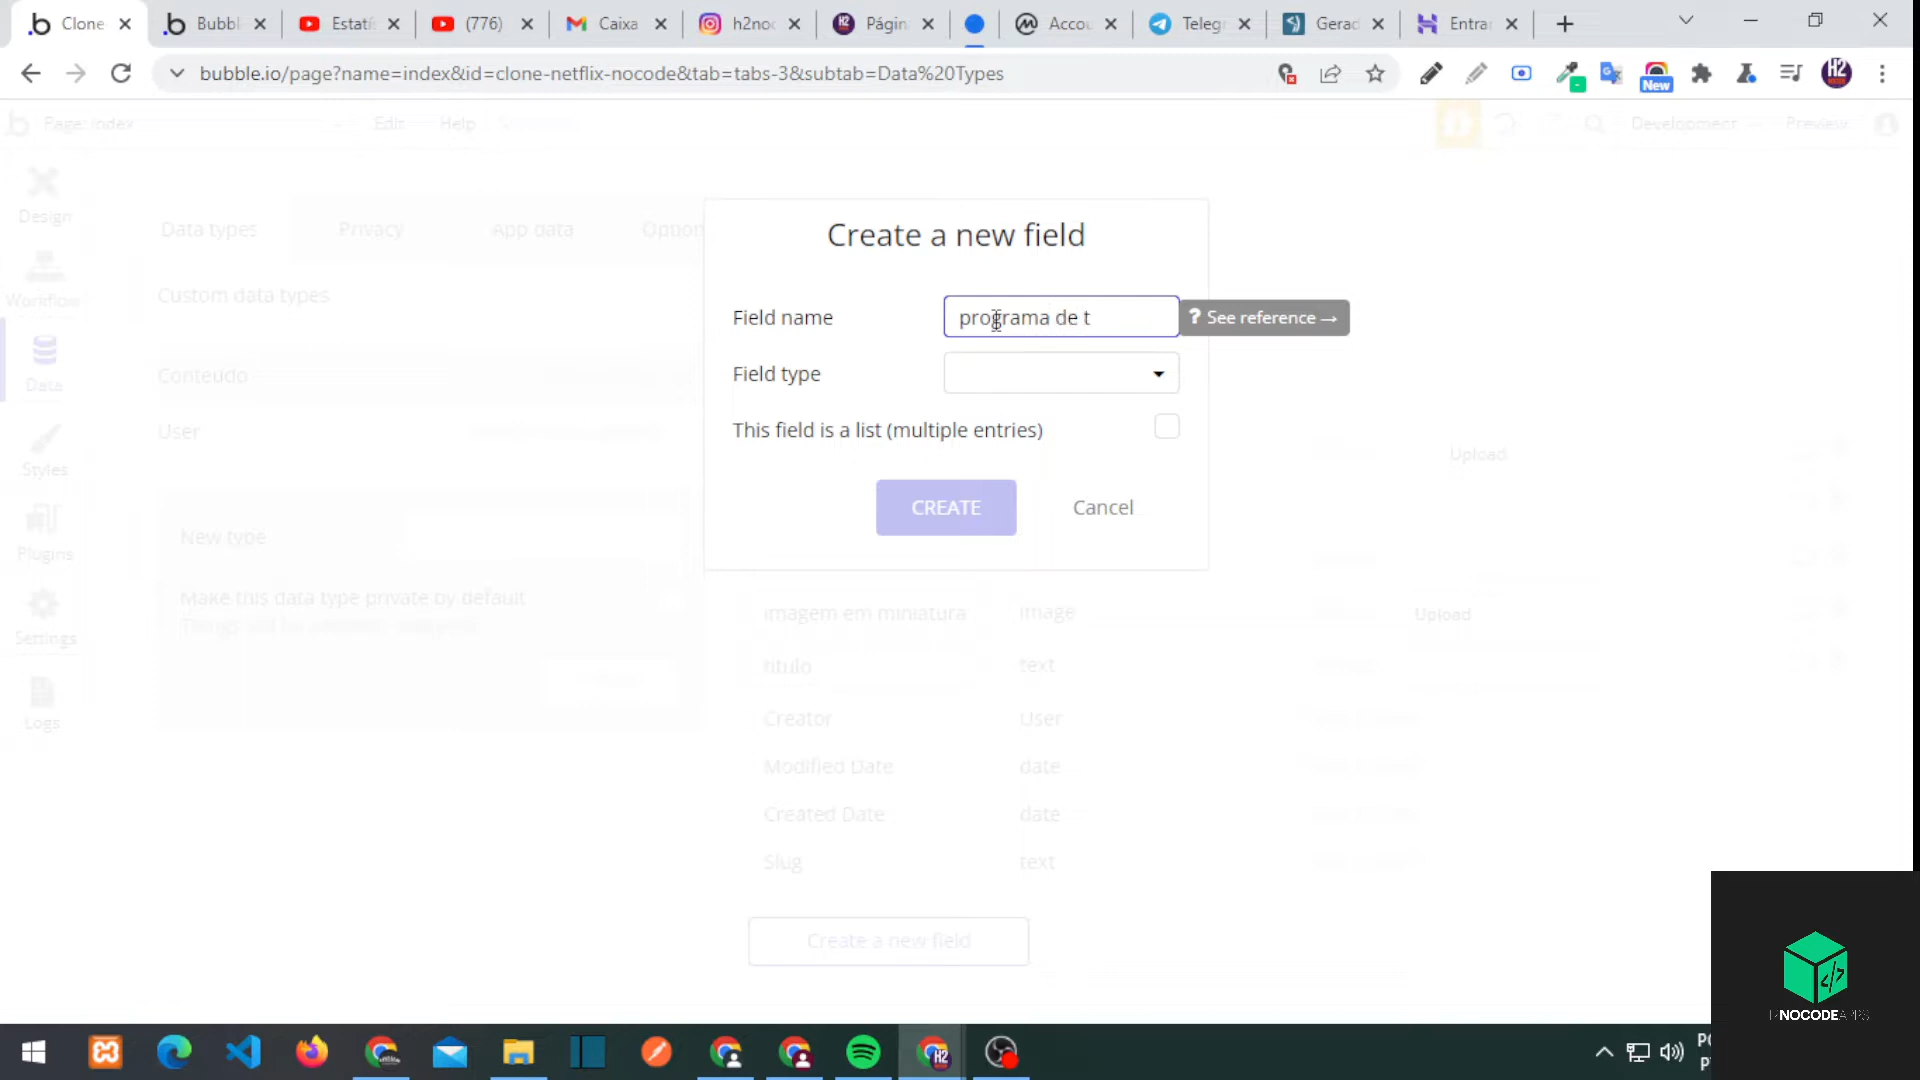 Clone
Bubbl
Estatís
(776)
Caixa
h2noc
Págin
Accou
Telegr
Gerad
Entrar
bubble.io/page?name=index&id=clone-netflix-nocode&tab=tabs-3&subtab=Data%20Types
New
Page: index
Edit
Help
Development
Preview
Design
Data types
Privacy
App data
Option
Create a new field
Workflow
Custom data types
Field name
programa de t
? See reference →
Data
Conteúdo
Field type
User
This field is a list (multiple entries)
Styles
Upload
New type
CREATE
Cancel
Plugins
Make this data type private by default
imagem em miniatura
image
Upload
Settings
titulo
text
Logs
Creator
User
Modified Date
date
Created Date
date
Slug
text
Create a new field
NOCODEAPPS